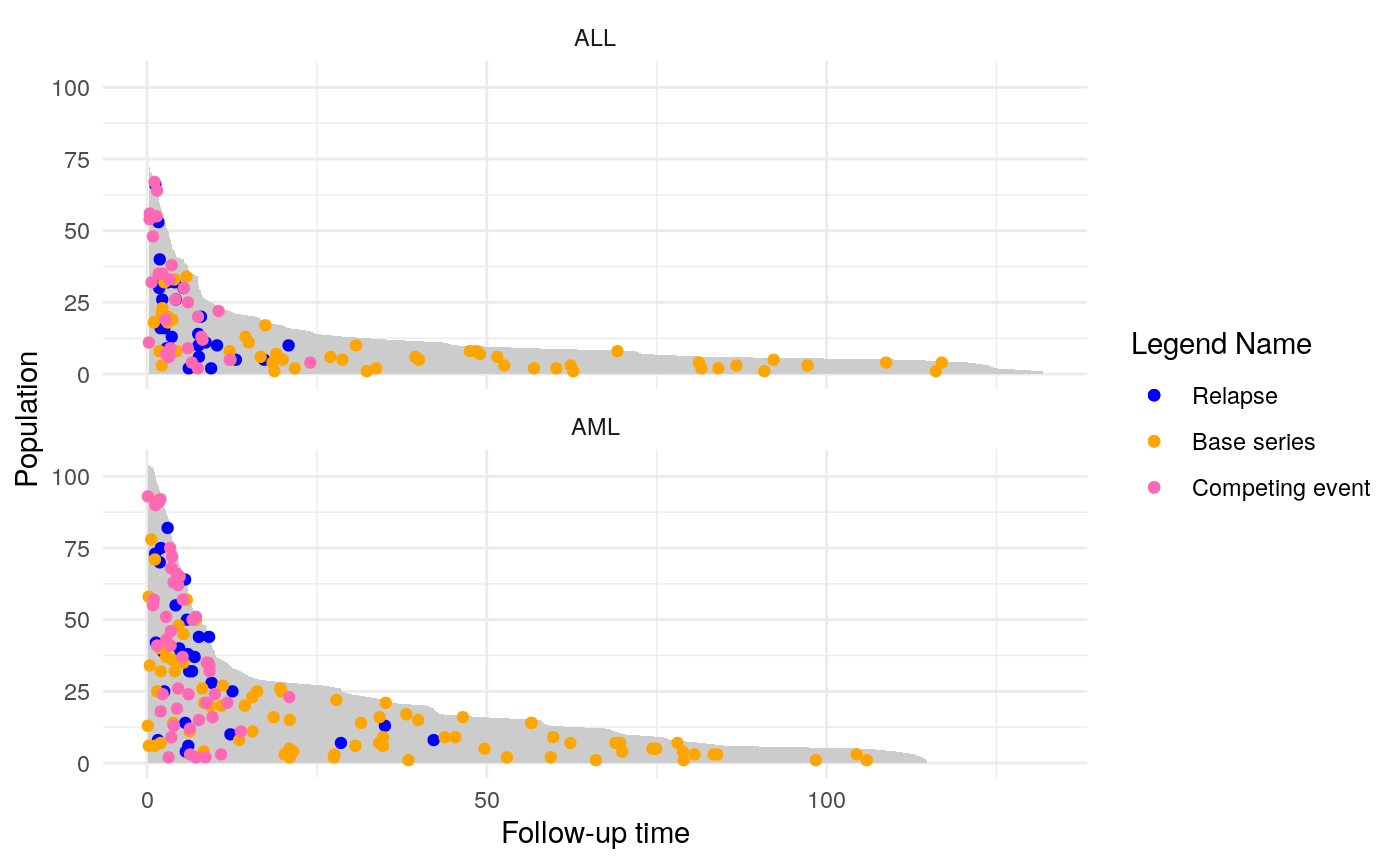 ALL
100
75
50
25
0
AML
100
75
50
25
0
0 50 100
Follow-up time
Population
Legend Name
Relapse
Base series
Competing event